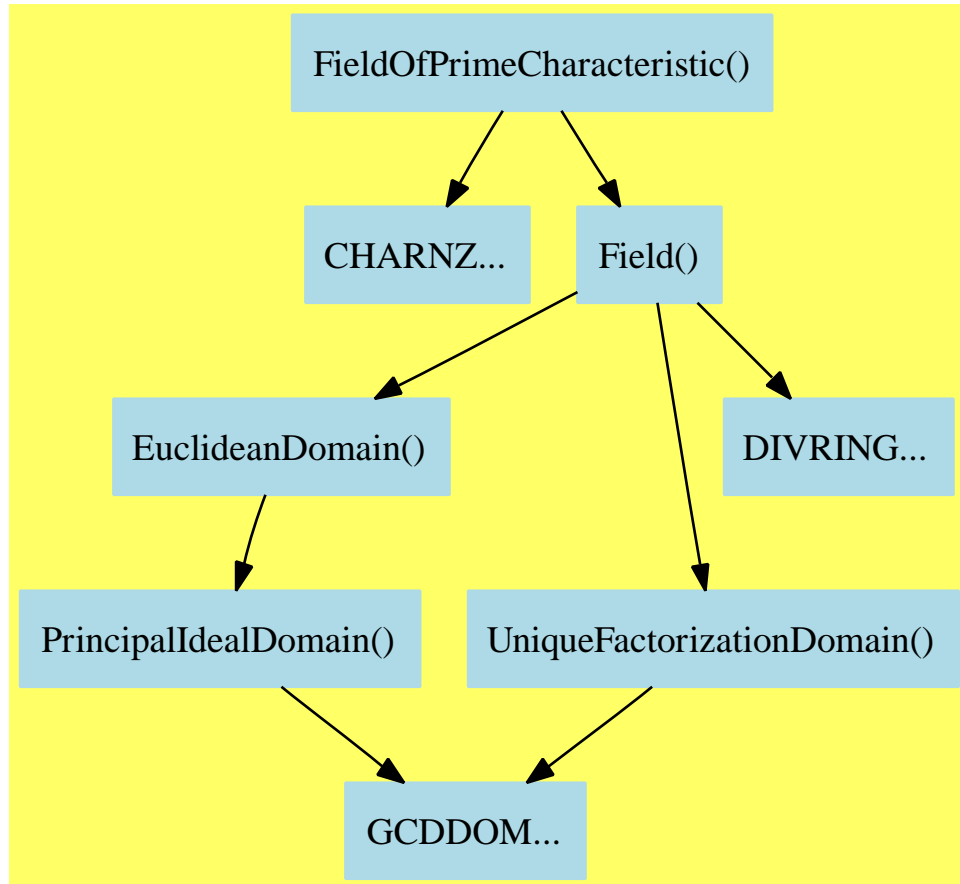 FieldOfPrimeCharacteristic()
CHARNZ...
Field()
EuclideanDomain()
DIVRING...
PrincipalIdealDomain()
UniqueFactorizationDomain()
GCDDOM...